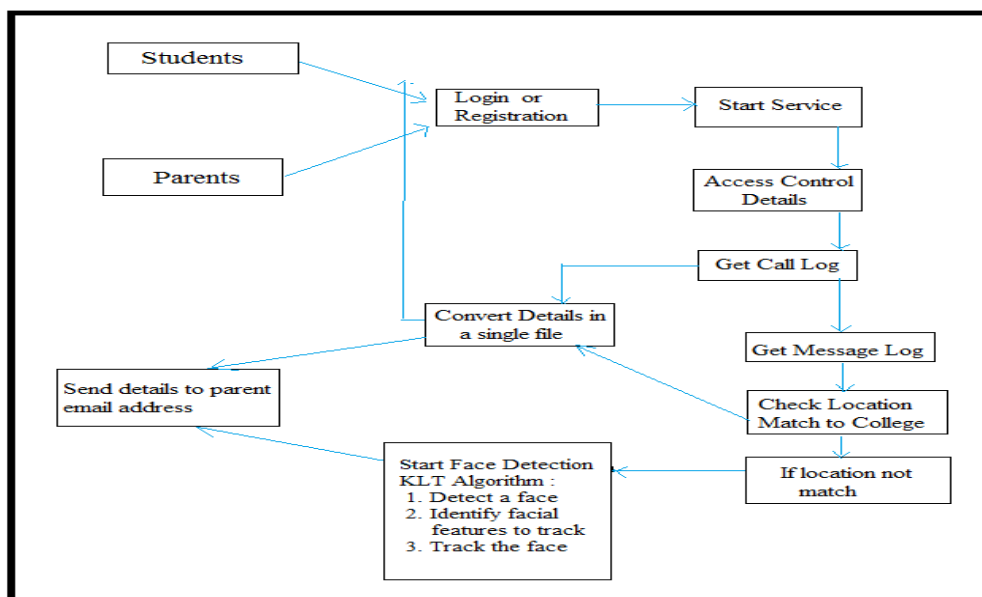 Students
Login or
Registration
Start Service
Parents
Access Control
Details
Get Call Log
Convert Details in
a single file
Get Message Log
Send details to parent
email address
Check Location
Match to College
Start Face Detection
KLT Algorithm :
1. Detect a face
2. Identify facial
features to track
3. Track the face
If location not
match